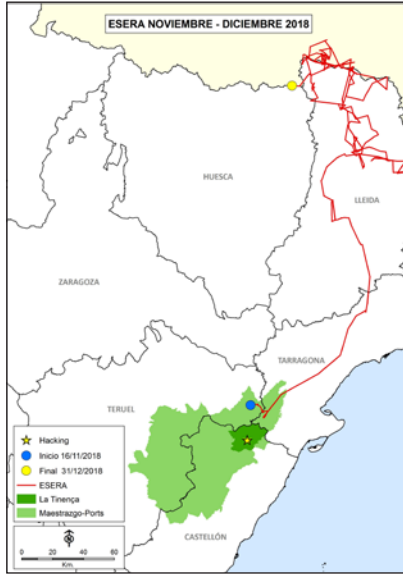 ESERA NOVIEMBRE - DICIEMBRE 2018
HUESCA
LLEIDA
ZARAGOZA
TARRAGONA
TERUEL
Hacking
Inicio 16/11/2018
Final 31/12/2018
ESERA
La Tinença
Maestrazgo-Ports
CASTELLÓN
0 20 40 60
Km.